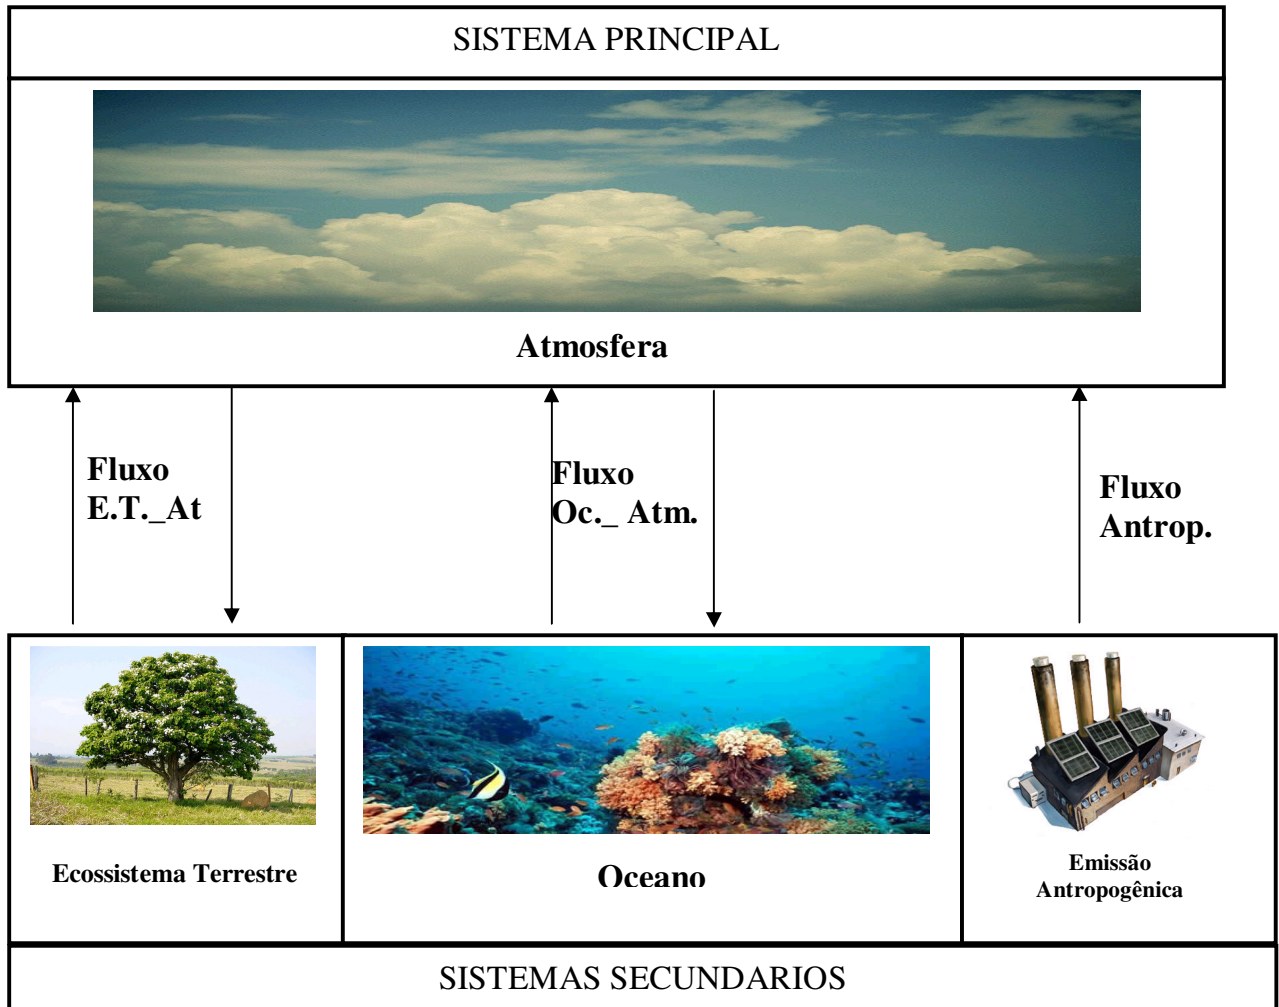 SISTEMA PRINCIPAL
Atmosfera
Fluxo
E.T._At
Fluxo
Oc._ Atm.
Fluxo
Antrop.
Ecossistema Terrestre
Oceano
Emissão
Antropogênica
SISTEMAS SECUNDARIOS